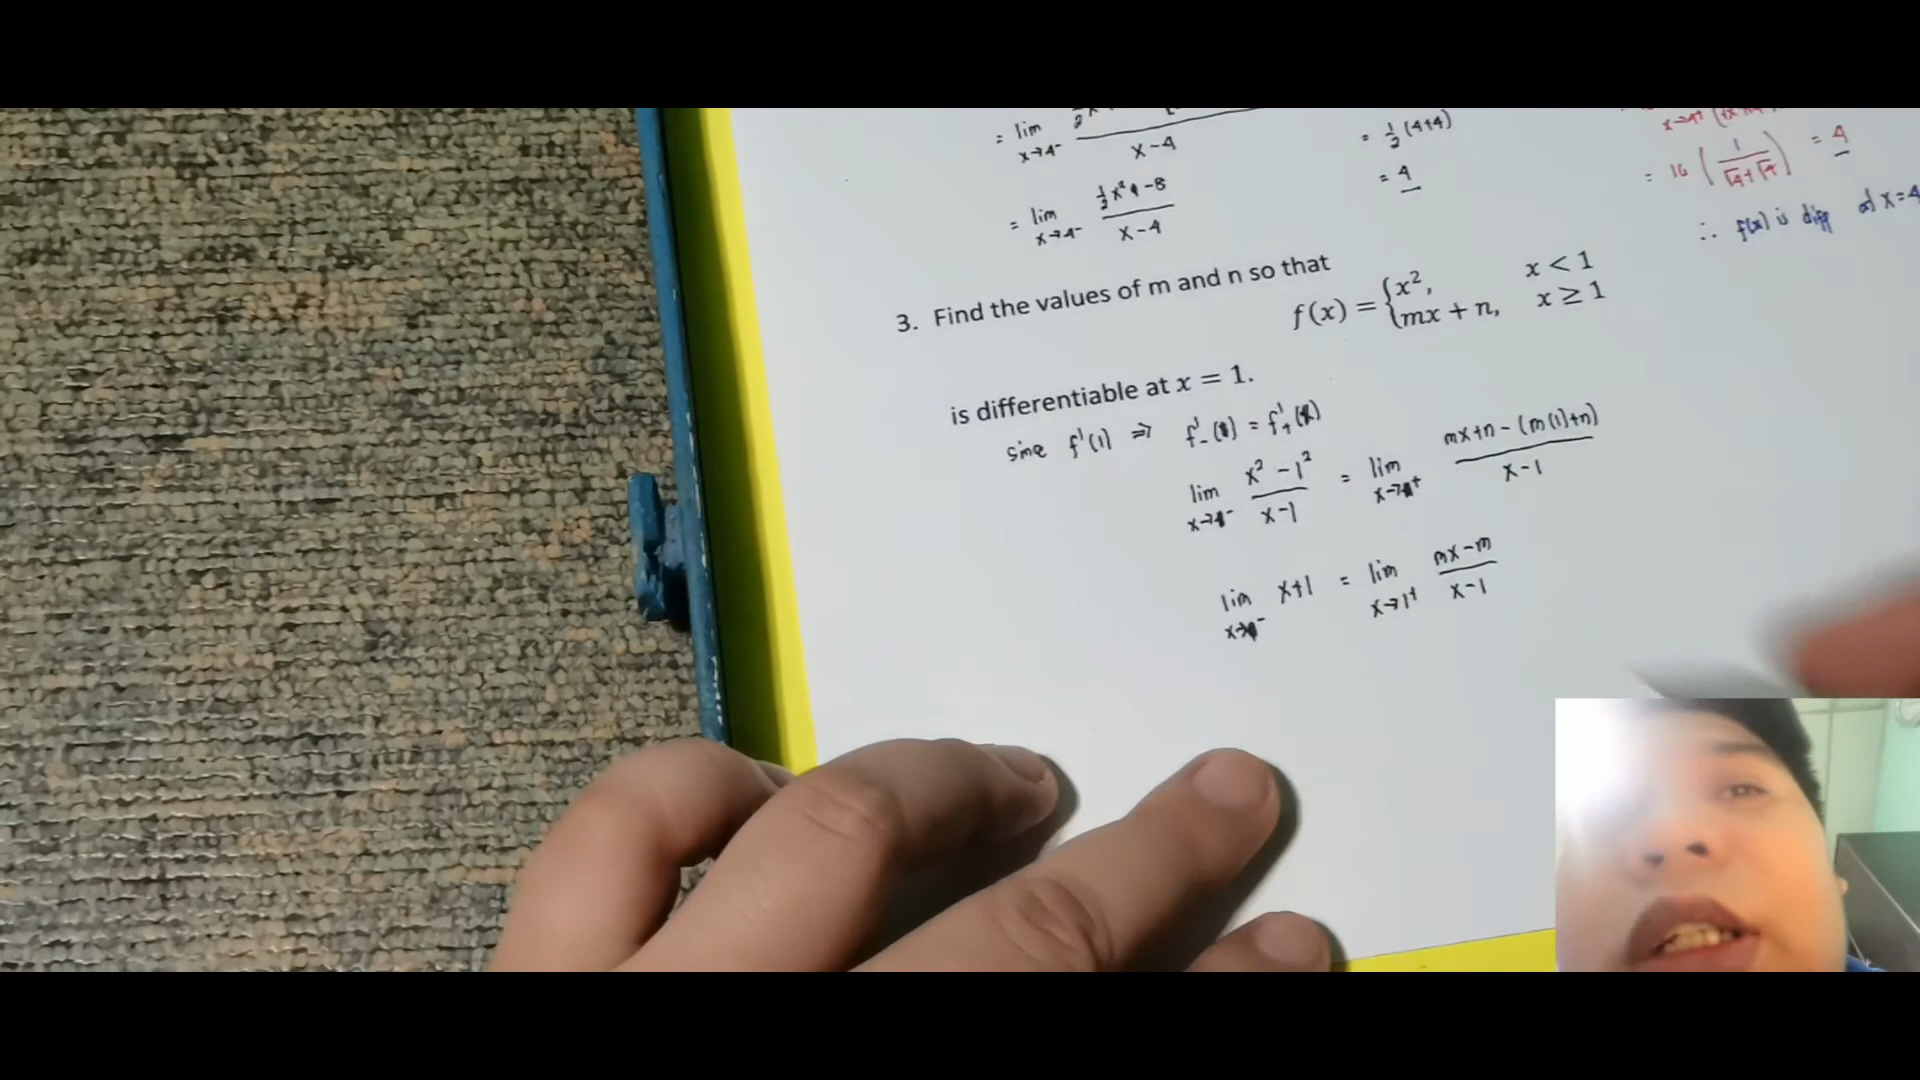 = lim x→4⁻ x-4
= ½(4+4)
= 4
= lim x→4⁻ (½x² -8)/(x-4)
= 16 (1/(√4+√4)) = 4
∴ f(x) is diff at x=4
3. Find the values of m and n so that
f(x) = { x², x < 1
mx + n, x ≥ 1
is differentiable at x = 1.
Since f'(1) ⇒ f'₋(1) = f'₊(1)
lim x→1⁻ (x² - 1²)/(x-1) = lim x→1⁺ (mx+n - (m(1)+n))/(x-1)
lim x→1⁻ x+1 = lim x→1⁺ (mx-m)/(x-1)